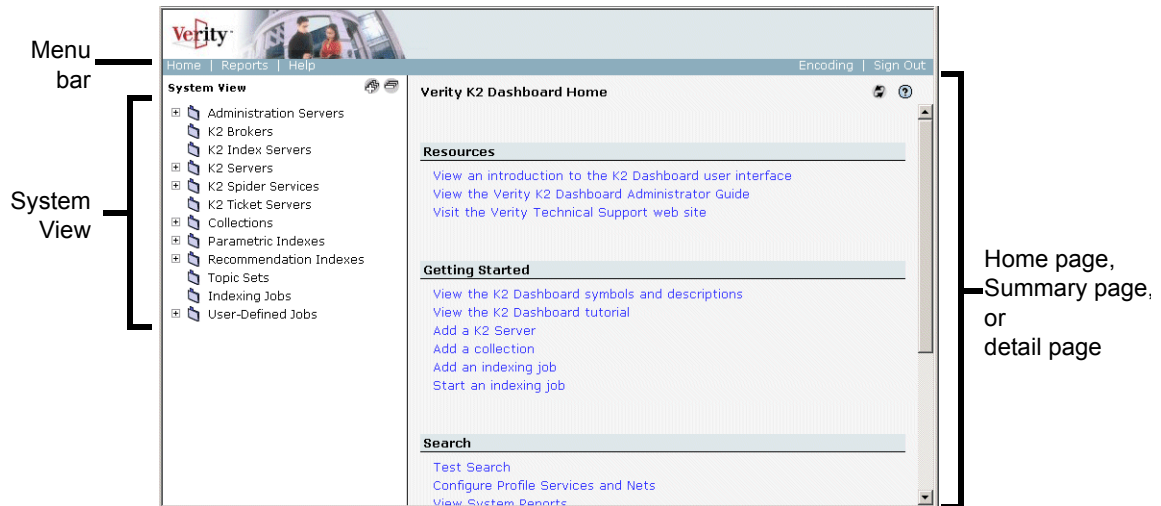 Verity
Menu
bar
Home | Reports | Help
Encoding | Sign Out
System View
Administration Servers
K2 Brokers
K2 Index Servers
K2 Servers
K2 Spider Services
K2 Ticket Servers
Collections
Parametric Indexes
Recommendation Indexes
Topic Sets
Indexing Jobs
User-Defined Jobs
System
View
Verity K2 Dashboard Home
Resources
View an introduction to the K2 Dashboard user interface
View the Verity K2 Dashboard Administrator Guide
Visit the Verity Technical Support web site
Getting Started
View the K2 Dashboard symbols and descriptions
View the K2 Dashboard tutorial
Add a K2 Server
Add a collection
Add an indexing job
Start an indexing job
Search
Test Search
Configure Profile Services and Nets
View System Reports
Home page,
Summary page,
or
detail page